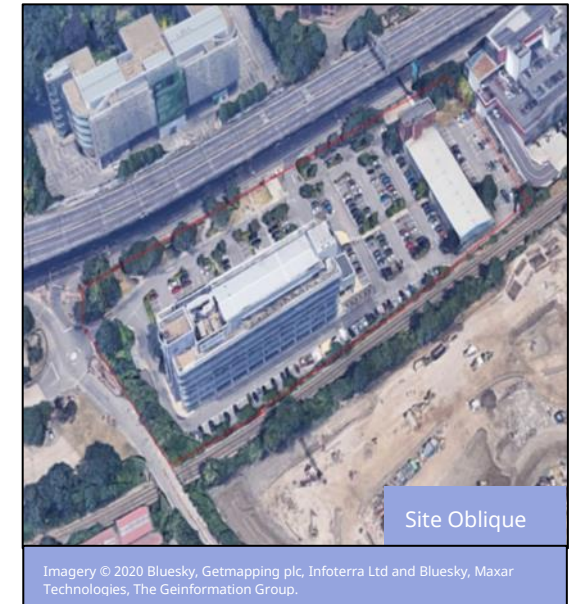 Site Oblique
Imagery © 2020 Bluesky, Getmapping plc, Infoterra Ltd and Bluesky, Maxar
Technologies, The Geinformation Group.